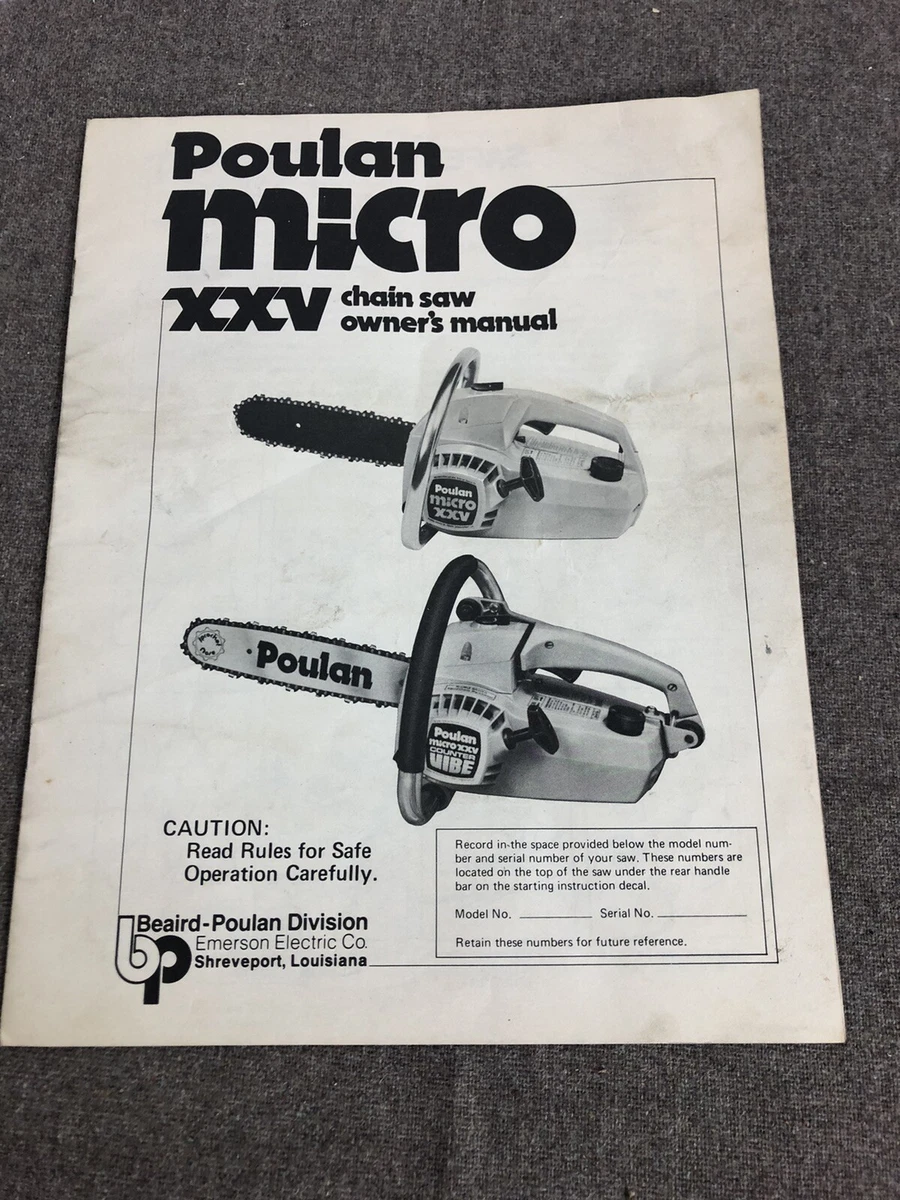 Poulan
micro
XXV
chain saw
owner's manual
Poulan
micro
XXV
Poulan
Poulan
micro XXV
COUNTER
VIBE
CAUTION:
Read Rules for Safe
Operation Carefully.
Record in the space provided below the model num-
ber and serial number of your saw. These numbers are
located on the top of the saw under the rear handle
bar on the starting instruction decal.
Model No. __________ Serial No. __________
Retain these numbers for future reference.
bp
Beaird-Poulan Division
Emerson Electric Co.
Shreveport, Louisiana